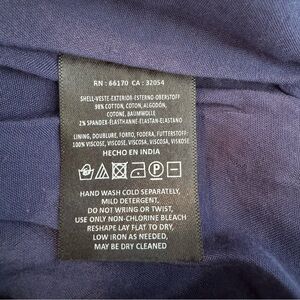 RN : 66170 CA : 32054
SHELL-VESTE-EXTERIOR-ESTERNO-OBERSTOFF
98% COTTON, COTON, ALGODÓN,
COTONE, BAUMWOLLE
2% SPANDEX-ELASTHANNE-ELASTAN-ELASTANO
LINING, DOUBLURE, FORRO, FODERA, FUTTERSTOFF:
100% VISCOSE, VISCOSE, VISCOSA, VISCOSA, VISKOSE
HECHO EN INDIA
P
HAND WASH COLD SEPARATELY,
MILD DETERGENT,
DO NOT WRING OR TWIST,
USE ONLY NON-CHLORINE BLEACH
RESHAPE LAY FLAT TO DRY,
LOW IRON AS NEEDED,
MAY BE DRY CLEANED